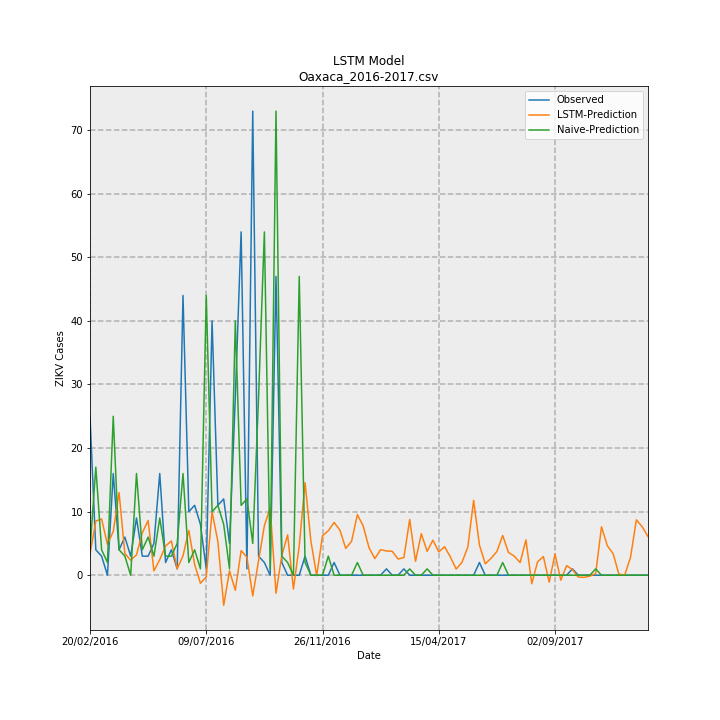 LSTM Model
Oaxaca_2016-2017.csv
Observed
LSTM-Prediction
Naive-Prediction
70
60
50
40
30
20
10
0
ZIKV Cases
20/02/2016
09/07/2016
26/11/2016
15/04/2017
02/09/2017
Date